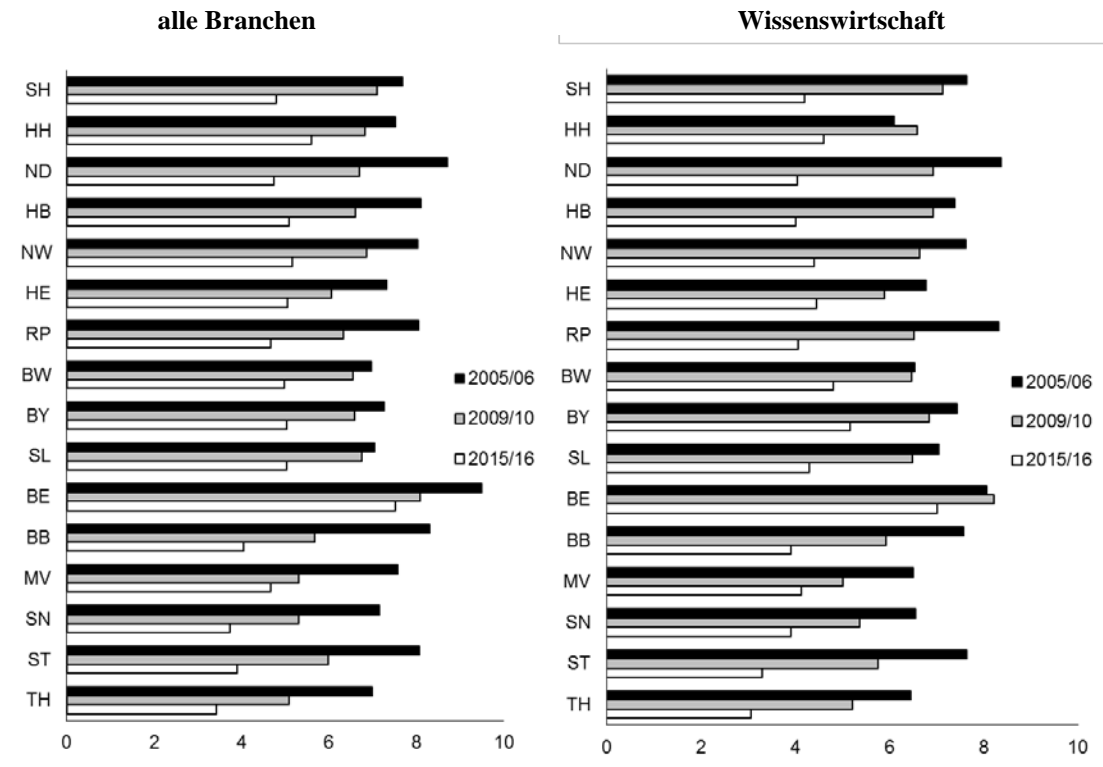 alle Branchen
SH
HH
ND
HB
NW
HE
RP
BW
BY
SL
BE
BB
MV
SN
ST
TH
2005/06
2009/10
2015/16
0 2 4 6 8 10
Wissenswirtschaft
SH
HH
ND
HB
NW
HE
RP
BW
BY
SL
BE
BB
MV
SN
ST
TH
2005/06
2009/10
2015/16
0 2 4 6 8 10